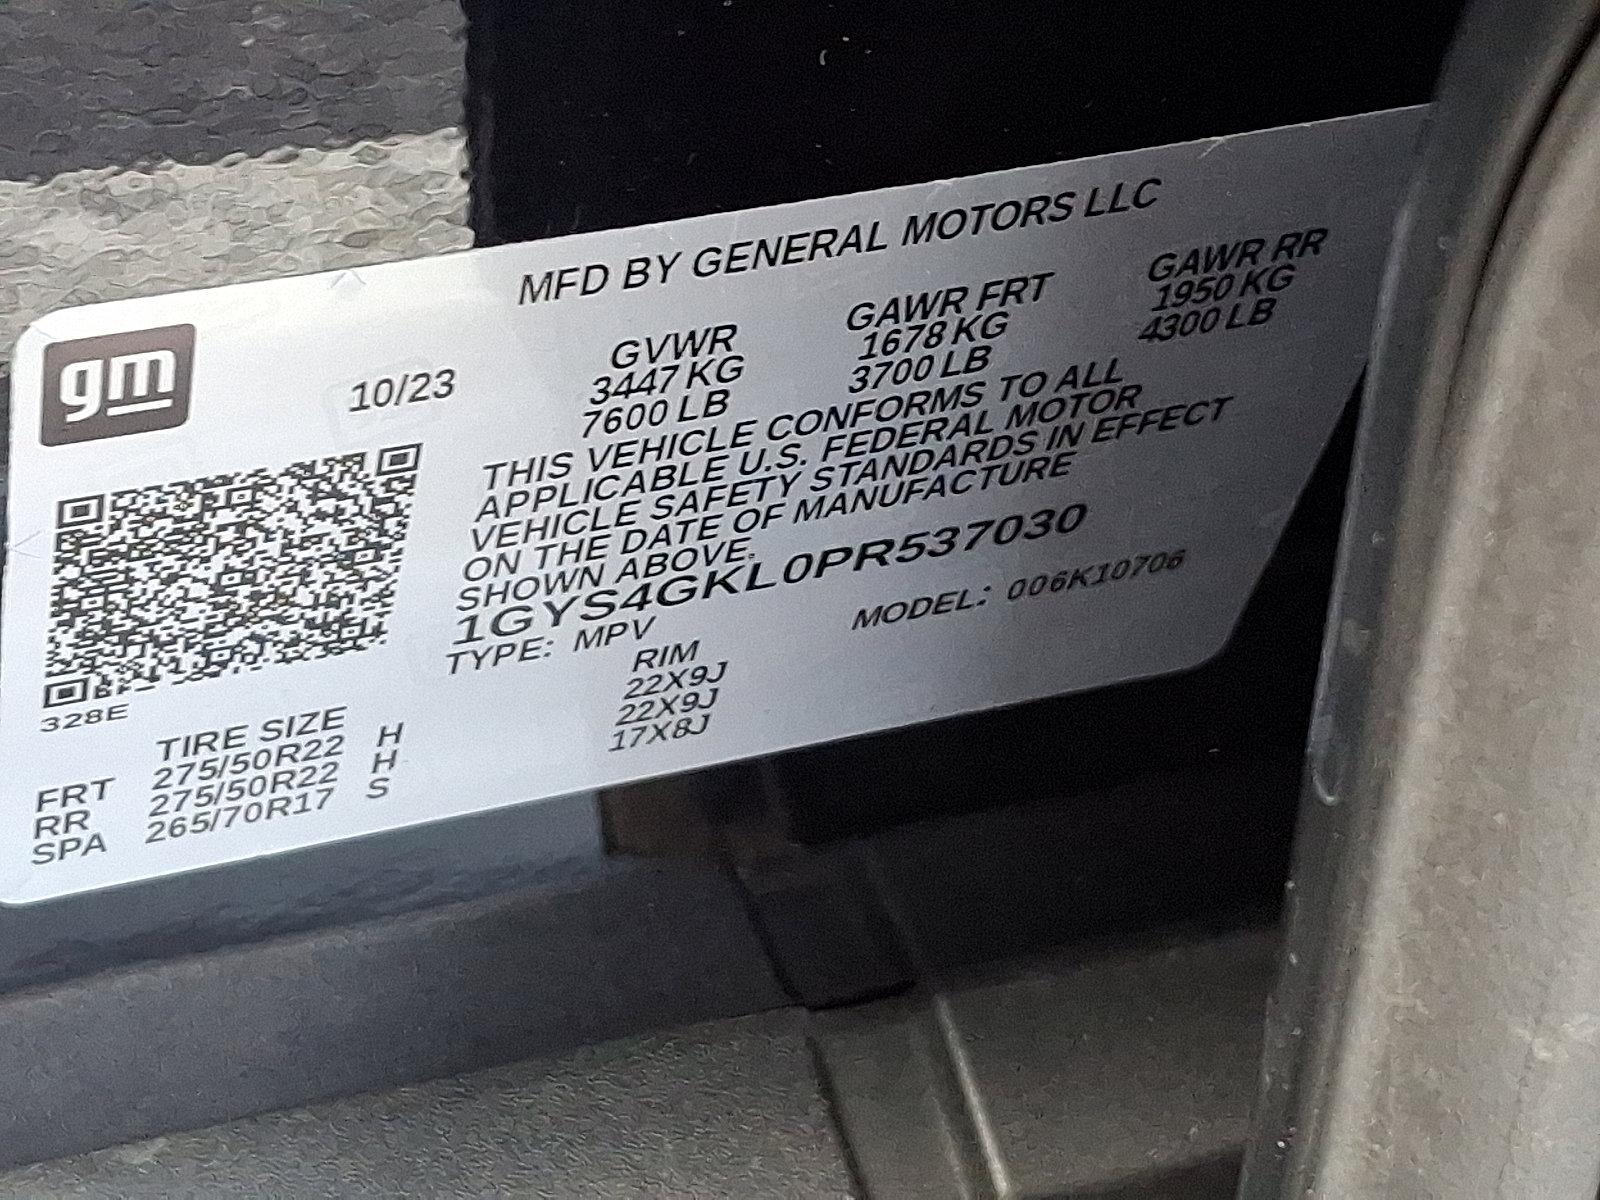 MFD BY GENERAL MOTORS LLC
gm
10/23
GVWR GAWR FRT GAWR RR
3447 KG 1678 KG 1950 KG
7600 LB 3700 LB 4300 LB
THIS VEHICLE CONFORMS TO ALL
APPLICABLE U.S. FEDERAL MOTOR
VEHICLE SAFETY STANDARDS IN EFFECT
ON THE DATE OF MANUFACTURE
SHOWN ABOVE.
1GYS4GKL0PR537030
TYPE: MPV MODEL: 006K10706
328E
TIRE SIZE RIM
FRT 275/50R22 H 22X9J
RR 275/50R22 H 22X9J
SPA 265/70R17 S 17X8J